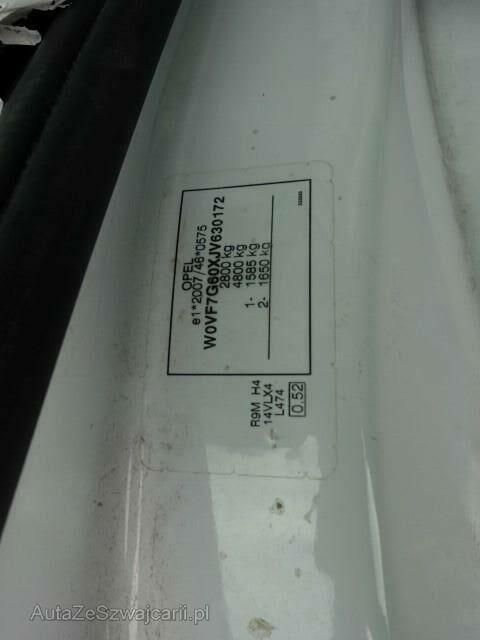 OPEL
e1*2007/46*0575
W0VF7G60XJV630172
2800 kg
4800 kg
1- 1585 kg
2- 1650 kg
R9M H4
14VLX4
L474
0.52
AutaZeSzwajcarii.pl